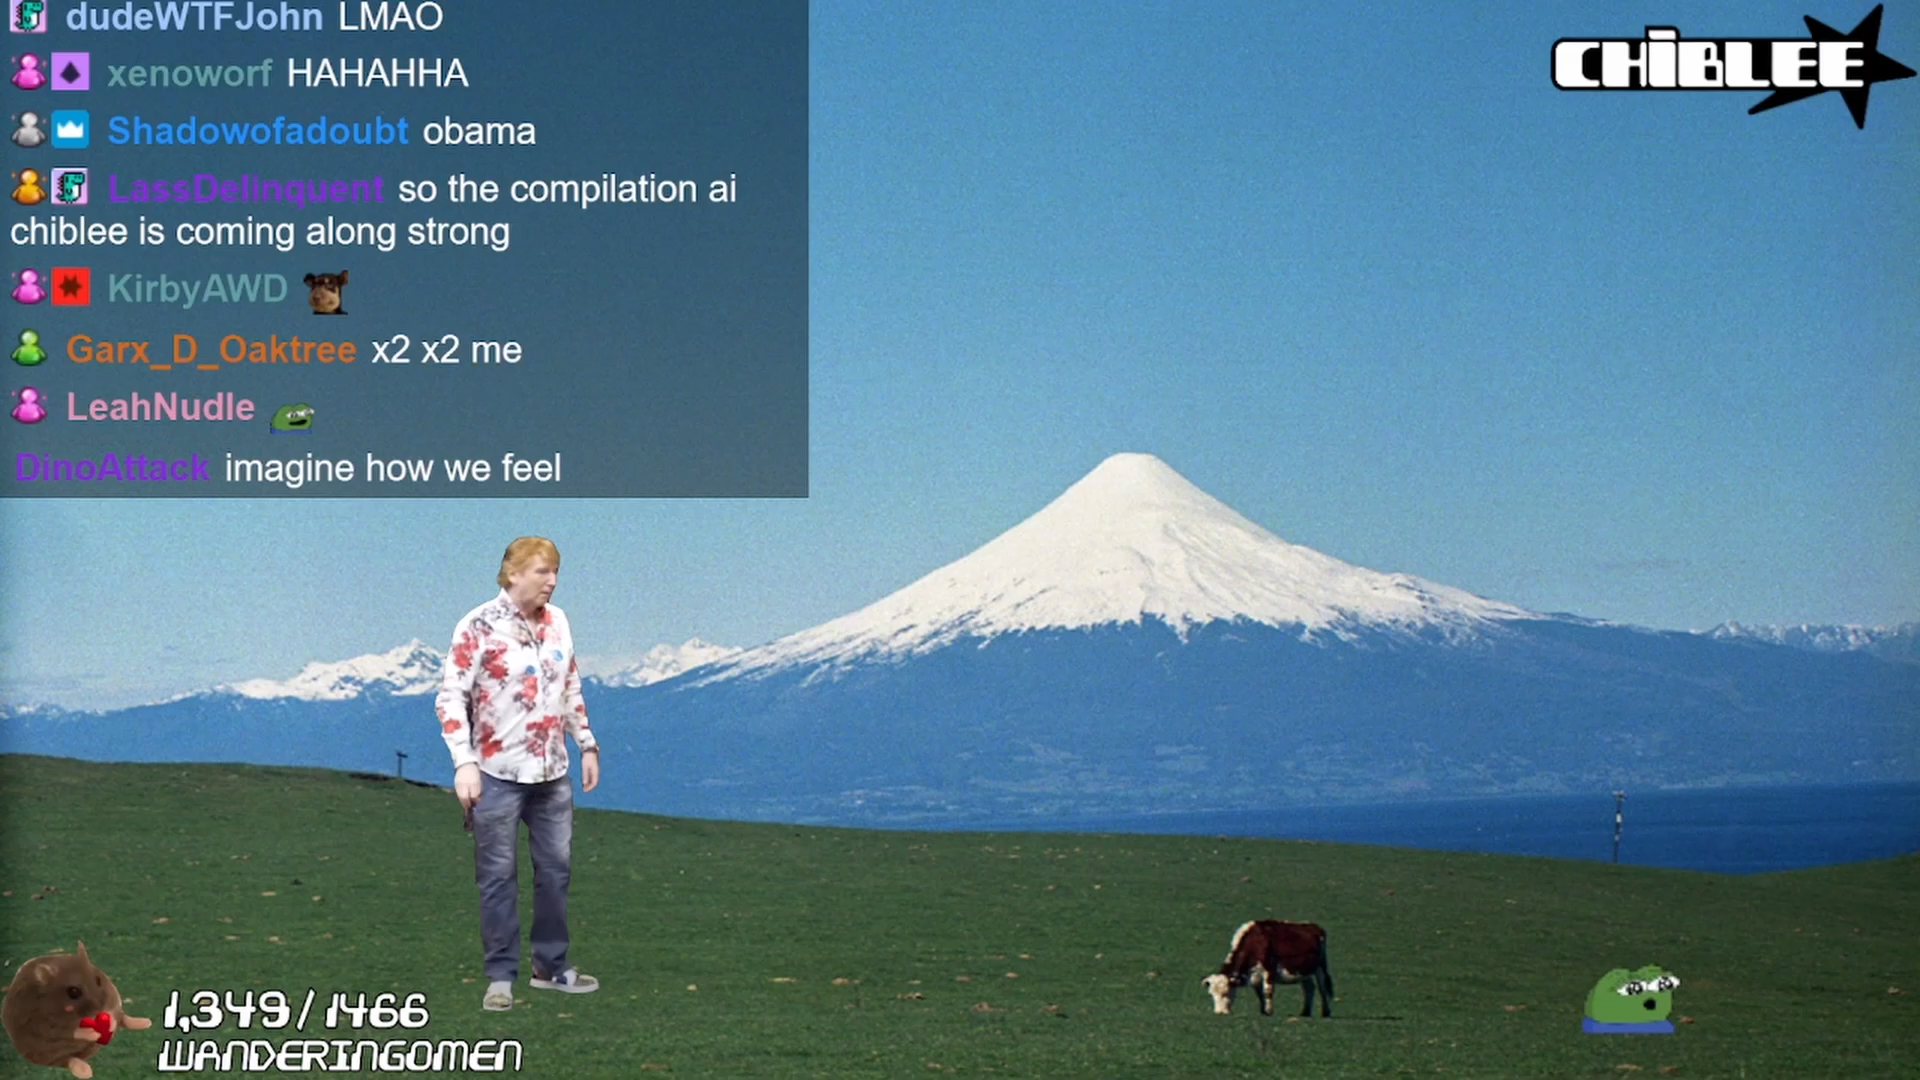 dudeWTFJohn LMAO
CHIBLEE
xenoworf HAHAHHA
Shadowofadoubt obama
LassDelinquent so the compilation ai
chiblee is coming along strong
KirbyAWD
Garx_D_Oaktree x2 x2 me
LeahNudle
DinoAttack imagine how we feel
1,349/1466
WANDERINGOMEN